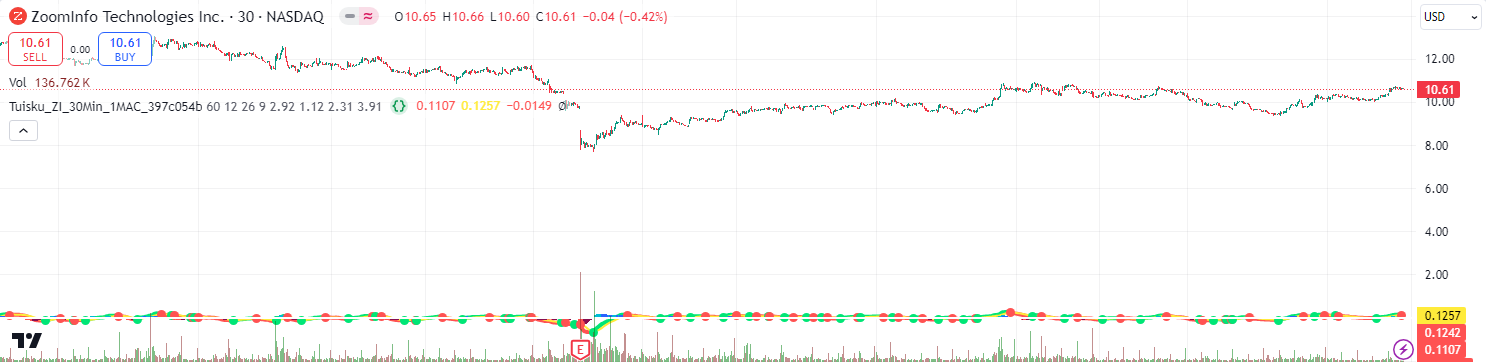 Z ZoomInfo Technologies Inc. · 30 · NASDAQ O10.65 H10.66 L10.60 C10.61 −0.04 (−0.42%) USD
10.61 SELL
0.00
10.61 BUY
Vol 136.762 K
Tuisku_ZI_30Min_1MAC_397c054b 60 12 26 9 2.92 1.12 2.31 3.91 {} 0.1107 0.1257 −0.0149 Ø
12.00
10.61
10.00
8.00
6.00
4.00
2.00
0.1257
0.1242
0.1107
E